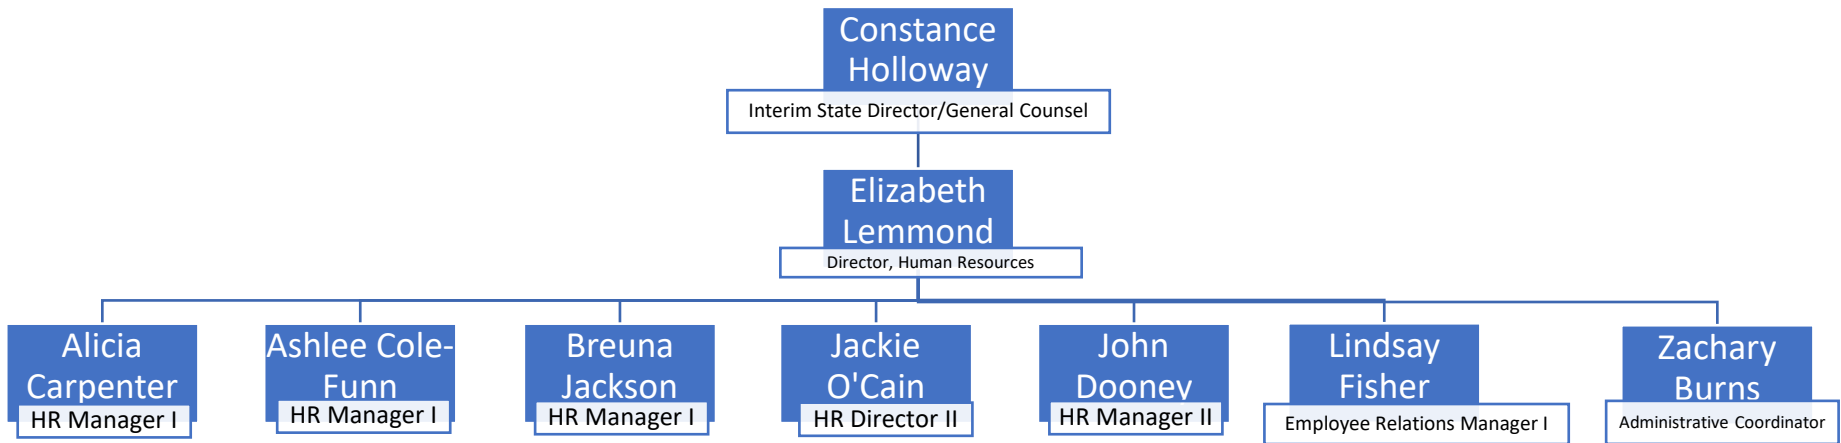 Constance
Holloway
Interim State Director/General Counsel
Elizabeth
Lemmond
Director, Human Resources
Alicia
Carpenter
HR Manager I
Ashlee Cole-
Funn
HR Manager I
Breuna
Jackson
HR Manager I
Jackie
O'Cain
HR Director II
John
Dooney
HR Manager II
Lindsay
Fisher
Employee Relations Manager I
Zachary
Burns
Administrative Coordinator